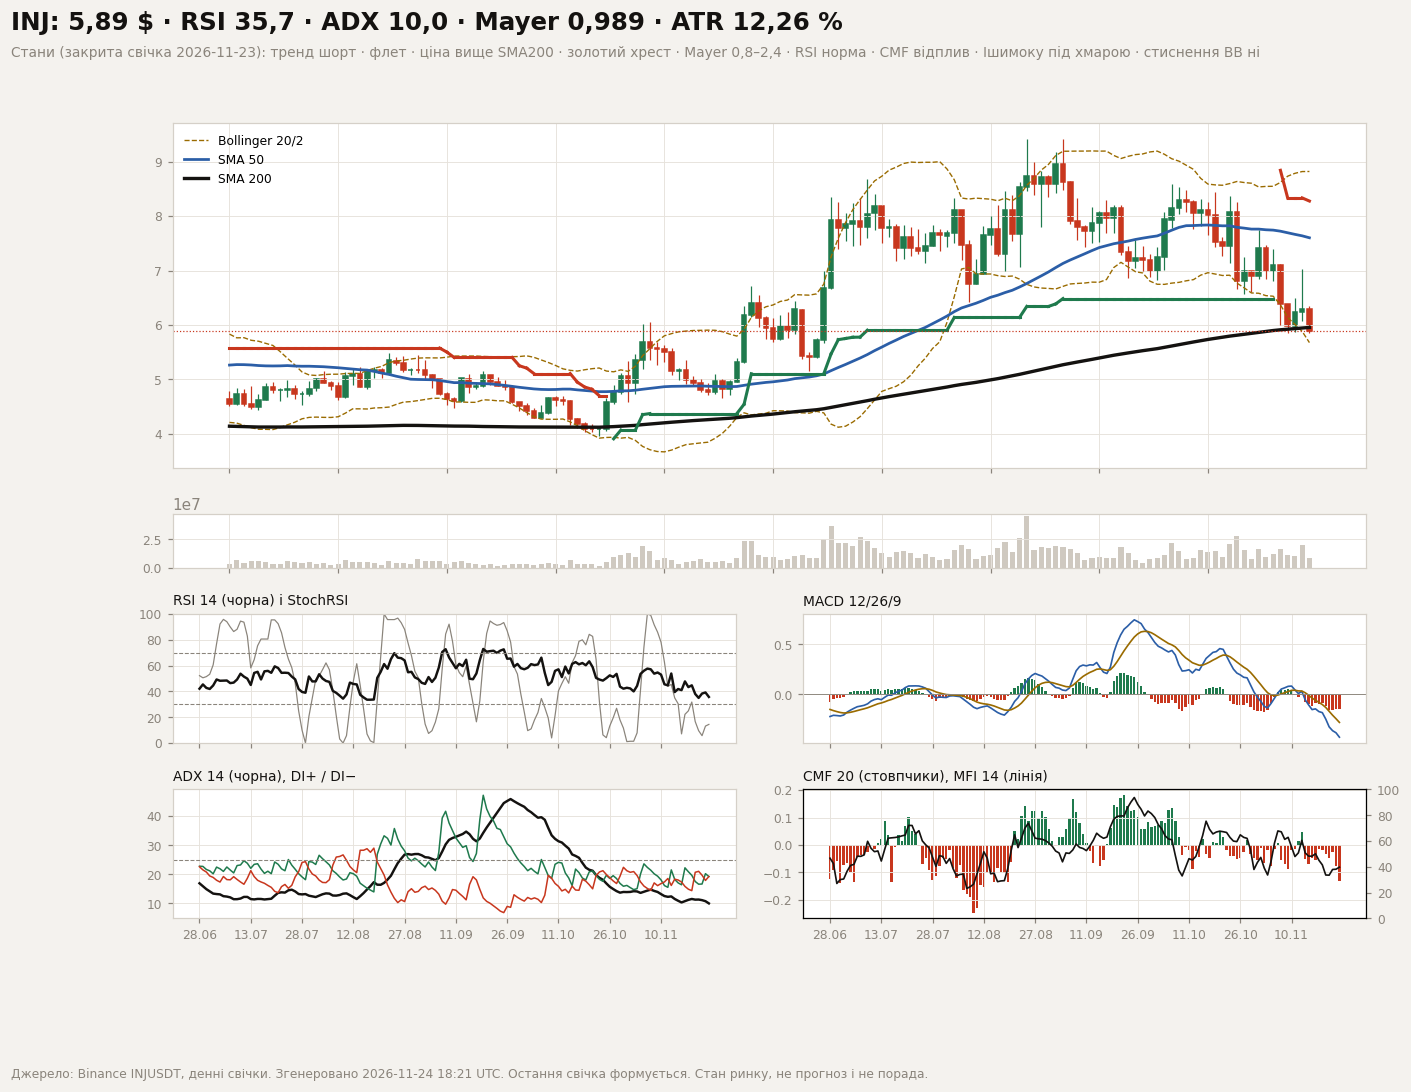 INJ: 5,89 $ · RSI 35,7 · ADX 10,0 · Mayer 0,989 · ATR 12,26 %
Стани (закрита свічка 2026-11-23): тренд шорт · флет · ціна вище SMA200 · золотий хрест · Mayer 0,8–2,4 · RSI норма · CMF відплив · Ішимоку під хмарою · стиснення BB ні
Bollinger 20/2
SMA 50
SMA 200
9
8
7
6
5
4
1e7
2.5
0.0
RSI 14 (чорна) і StochRSI
100
80
60
40
20
0
MACD 12/26/9
0.5
0.0
ADX 14 (чорна), DI+ / DI−
40
30
20
10
28.06 13.07 28.07 12.08 27.08 11.09 26.09 11.10 26.10 10.11
CMF 20 (стовпчики), MFI 14 (лінія)
0.2
0.1
0.0
−0.1
−0.2
100
80
60
40
20
0
28.06 13.07 28.07 12.08 27.08 11.09 26.09 11.10 26.10 10.11
Джерело: Binance INJUSDT, денні свічки. Згенеровано 2026-11-24 18:21 UTC. Остання свічка формується. Стан ринку, не прогноз і не порада.